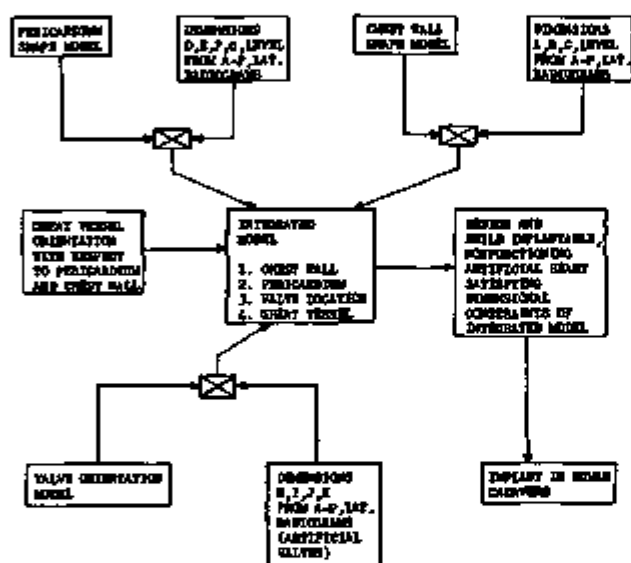 PERICARDIUM
SHAPE MODEL
DIMENSIONS
LEVEL
FROM A-P, LAT.
RADIOGRAMS
CHEST WALL
SHAPE MODEL
DIMENSIONS
A, B, C, LEVEL
FROM A-P, LAT.
RADIOGRAMS
GREAT VESSEL
ORIENTATION
WITH RESPECT
TO PERICARDIUM
AND CHEST WALL
INTEGRATED
MODEL
1. CHEST WALL
2. PERICARDIUM
3. VALVE LOCATION
4. GREAT VESSEL
DESIGN AND
BUILD IMPLANTABLE,
NONFUNCTIONING
ARTIFICIAL HEART
SATISFYING
DIMENSIONAL
CONSTRAINTS OF
INTEGRATED MODEL
VALVE ORIENTATION
MODEL
DIMENSIONS
FROM A-P, LAT.
RADIOGRAMS
(ARTIFICIAL
VALVES)
IMPLANT IN HUMAN
CADAVERS